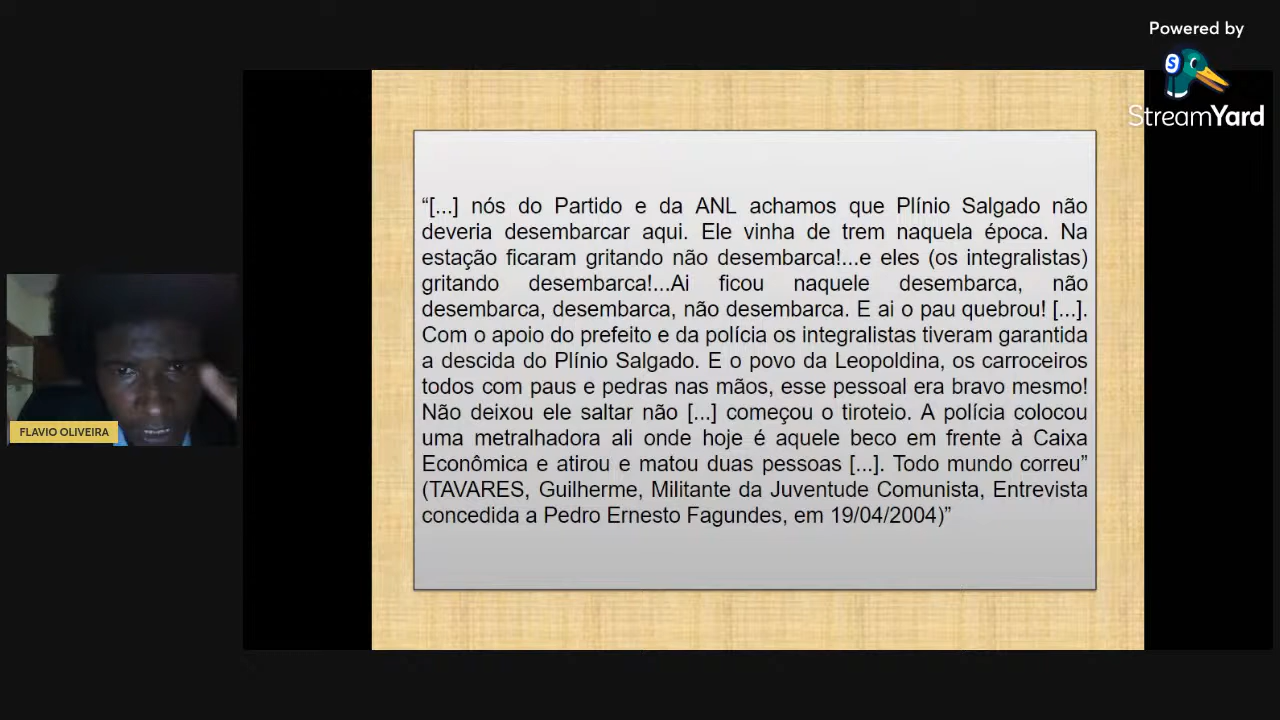 Powered by
StreamYard
“[...] nós do Partido e da ANL achamos que Plínio Salgado não
deveria desembarcar aqui. Ele vinha de trem naquela época. Na
estação ficaram gritando não desembarca!...e eles (os integralistas)
gritando desembarca!...Ai ficou naquele desembarca, não
desembarca, desembarca, não desembarca. E ai o pau quebrou! [...].
Com o apoio do prefeito e da polícia os integralistas tiveram garantida
a descida do Plínio Salgado. E o povo da Leopoldina, os carroceiros
todos com paus e pedras nas mãos, esse pessoal era bravo mesmo!
Não deixou ele saltar não [...] começou o tiroteio. A polícia colocou
uma metralhadora ali onde hoje é aquele beco em frente à Caixa
Econômica e atirou e matou duas pessoas [...]. Todo mundo correu”
(TAVARES, Guilherme, Militante da Juventude Comunista, Entrevista
concedida a Pedro Ernesto Fagundes, em 19/04/2004)”
FLAVIO OLIVEIRA